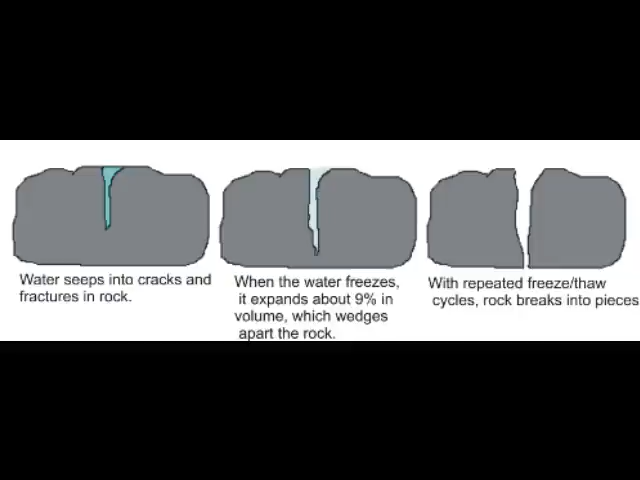 Water seeps into cracks and
fractures in rock.
When the water freezes,
it expands about 9% in
volume, which wedges
apart the rock.
With repeated freeze/thaw
cycles, rock breaks into pieces